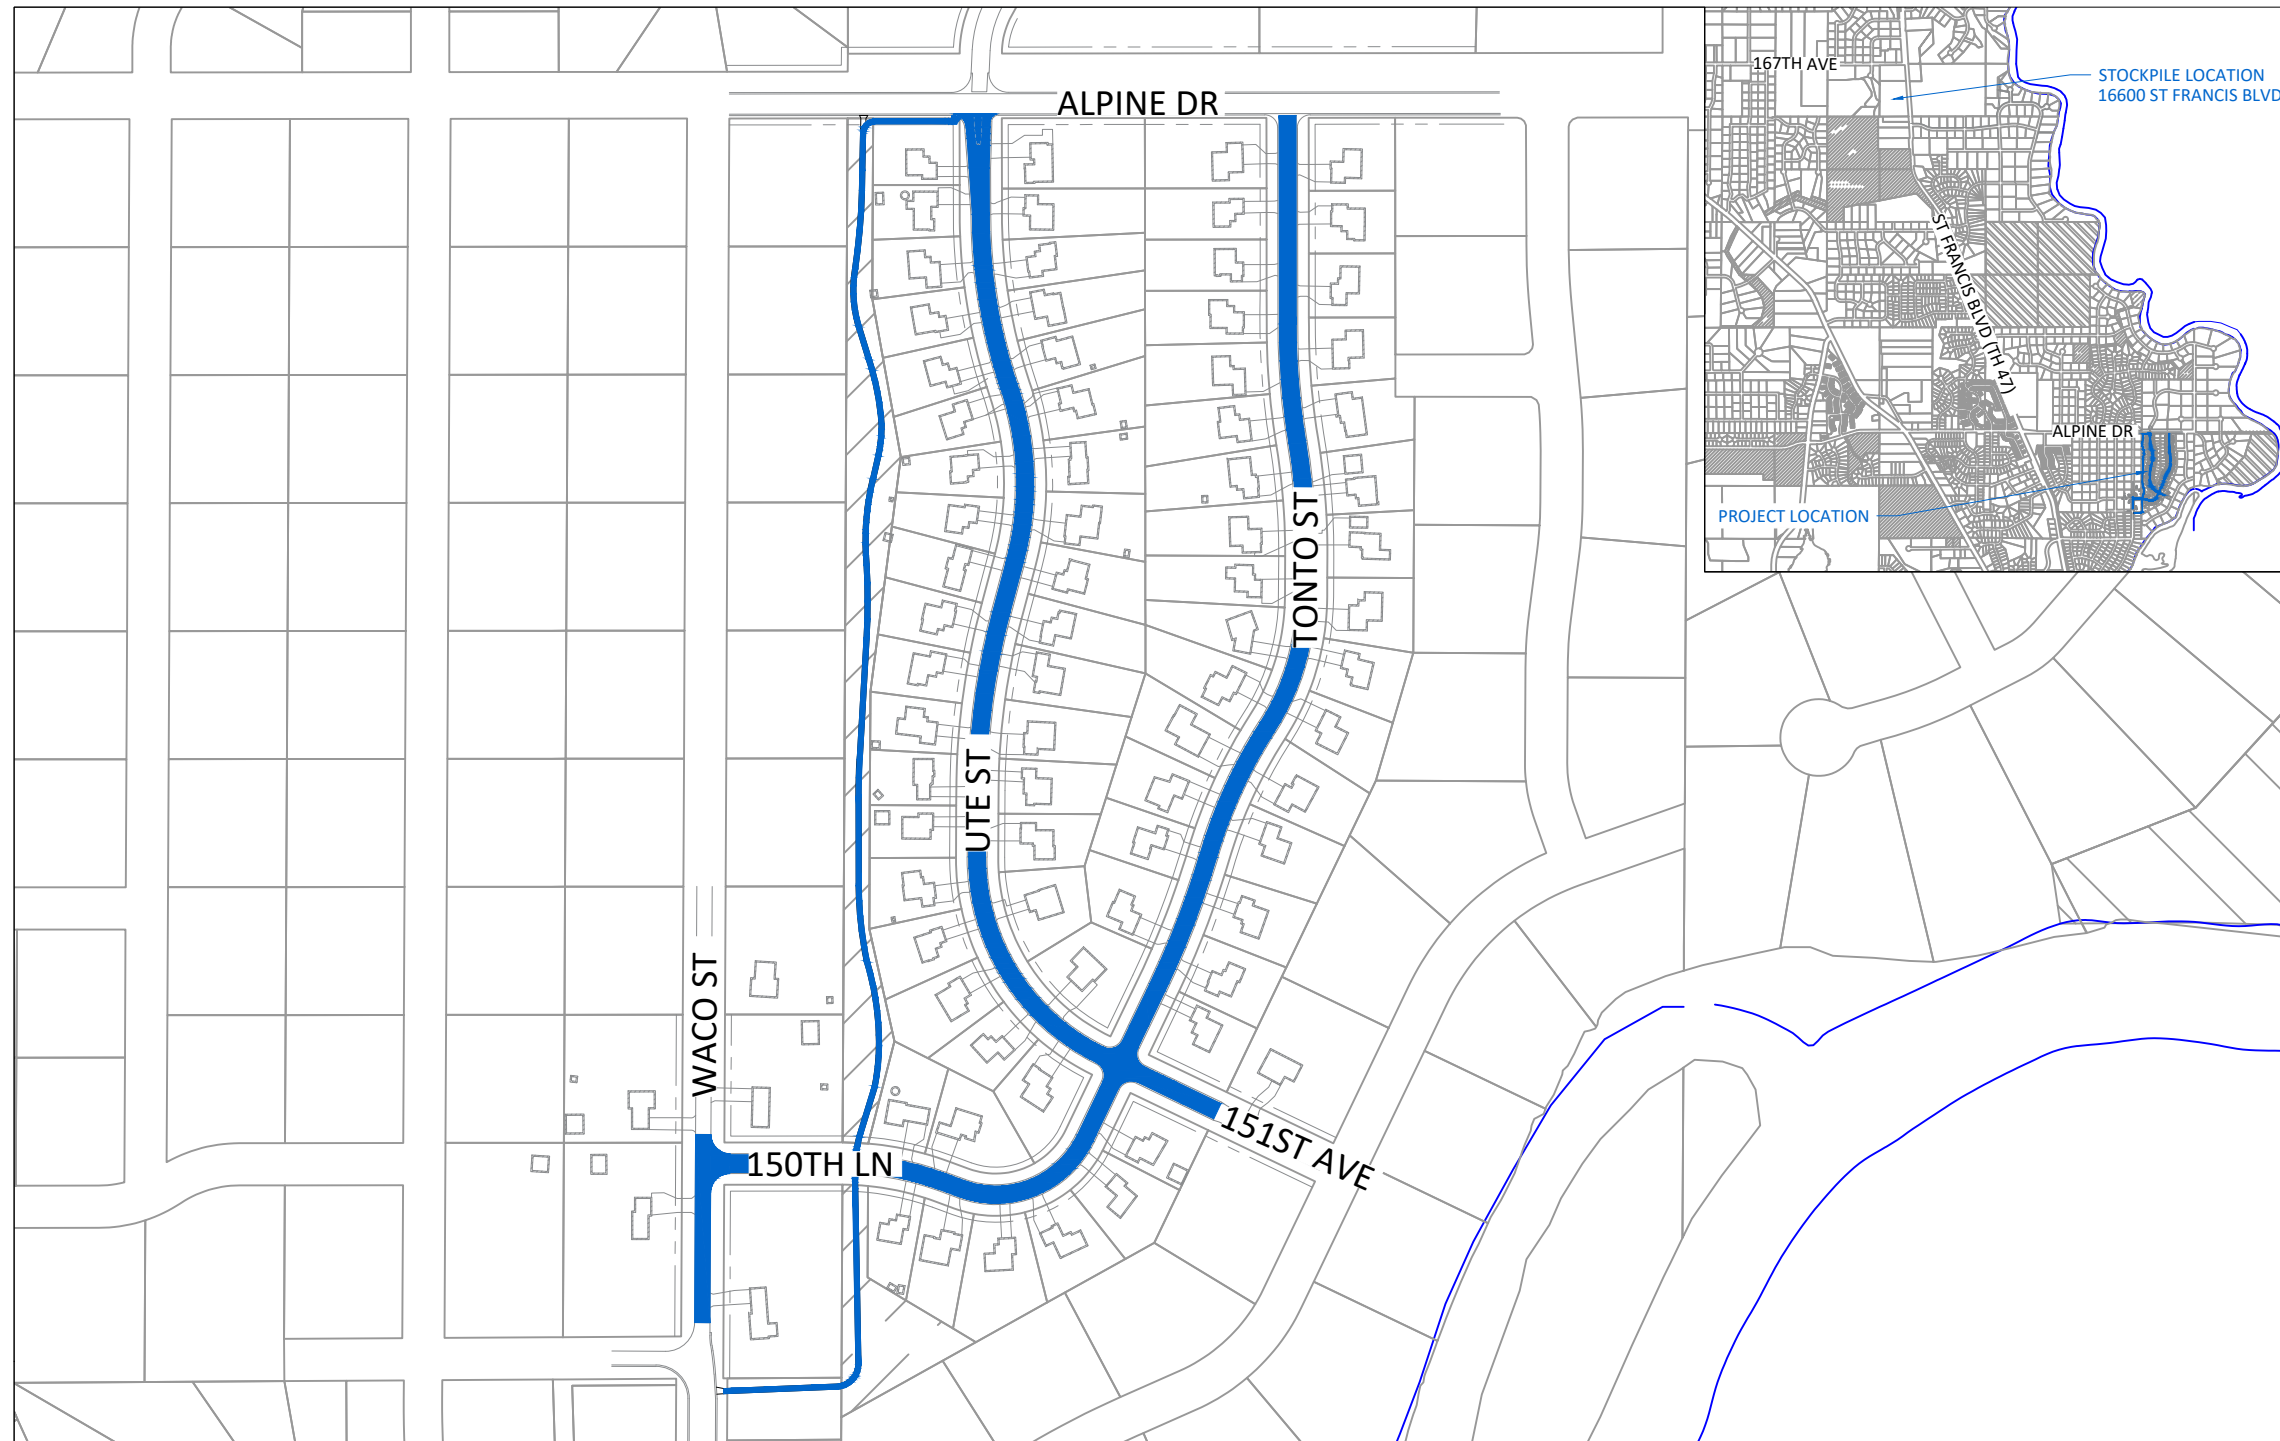 ALPINE DR
167TH AVE
STOCKPILE LOCATION
16600 ST FRANCIS BLVD
ST FRANCIS BLVD (TH 47)
ALPINE DR
PROJECT LOCATION
TONTO ST
UTE ST
WACO ST
150TH LN
151ST AVE